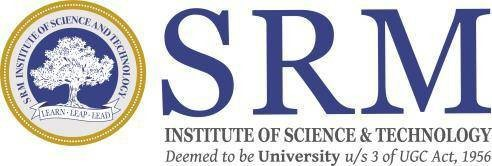 SRM INSTITUTE OF SCIENCE AND TECHNOLOGY
LEARN · LEAP · LEAD
SRM
INSTITUTE OF SCIENCE & TECHNOLOGY
Deemed to be University u/s 3 of UGC Act, 1956